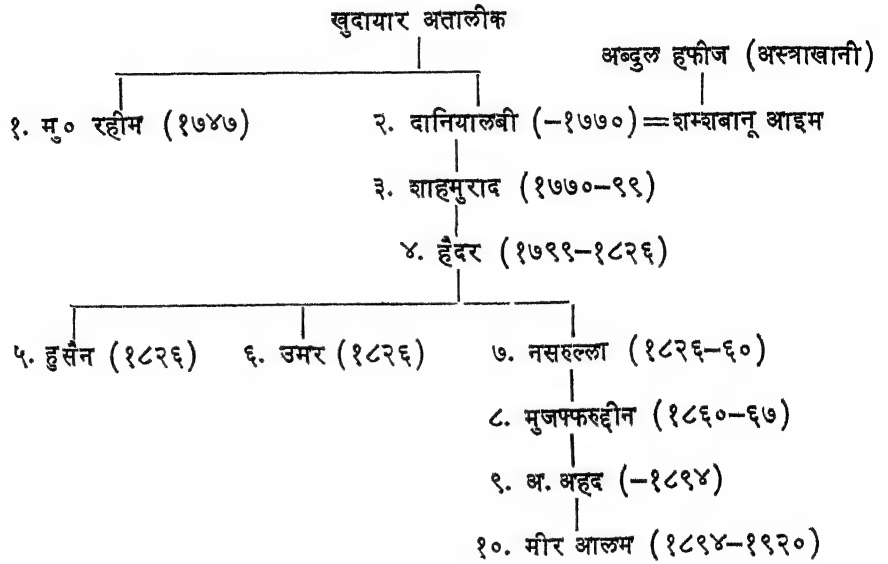 खुदायार अतालीक
अब्दुल हफीज (अस्त्राखानी)
१. मु० रहीम (१७४७) २. दानियालबी (–१७७०)=शम्शबानू आइम
३. शाहमुराद (१७७०–९९)
४. हैदर (१७९९–१८२६)
५. हुसैन (१८२६) ६. उमर (१८२६) ७. नसरुल्ला (१८२६–६०)
८. मुजफ्फरुद्दीन (१८६०–६७)
९. अ. अहद (–१८९४)
१०. मीर आलम (१८९४–१९२०)